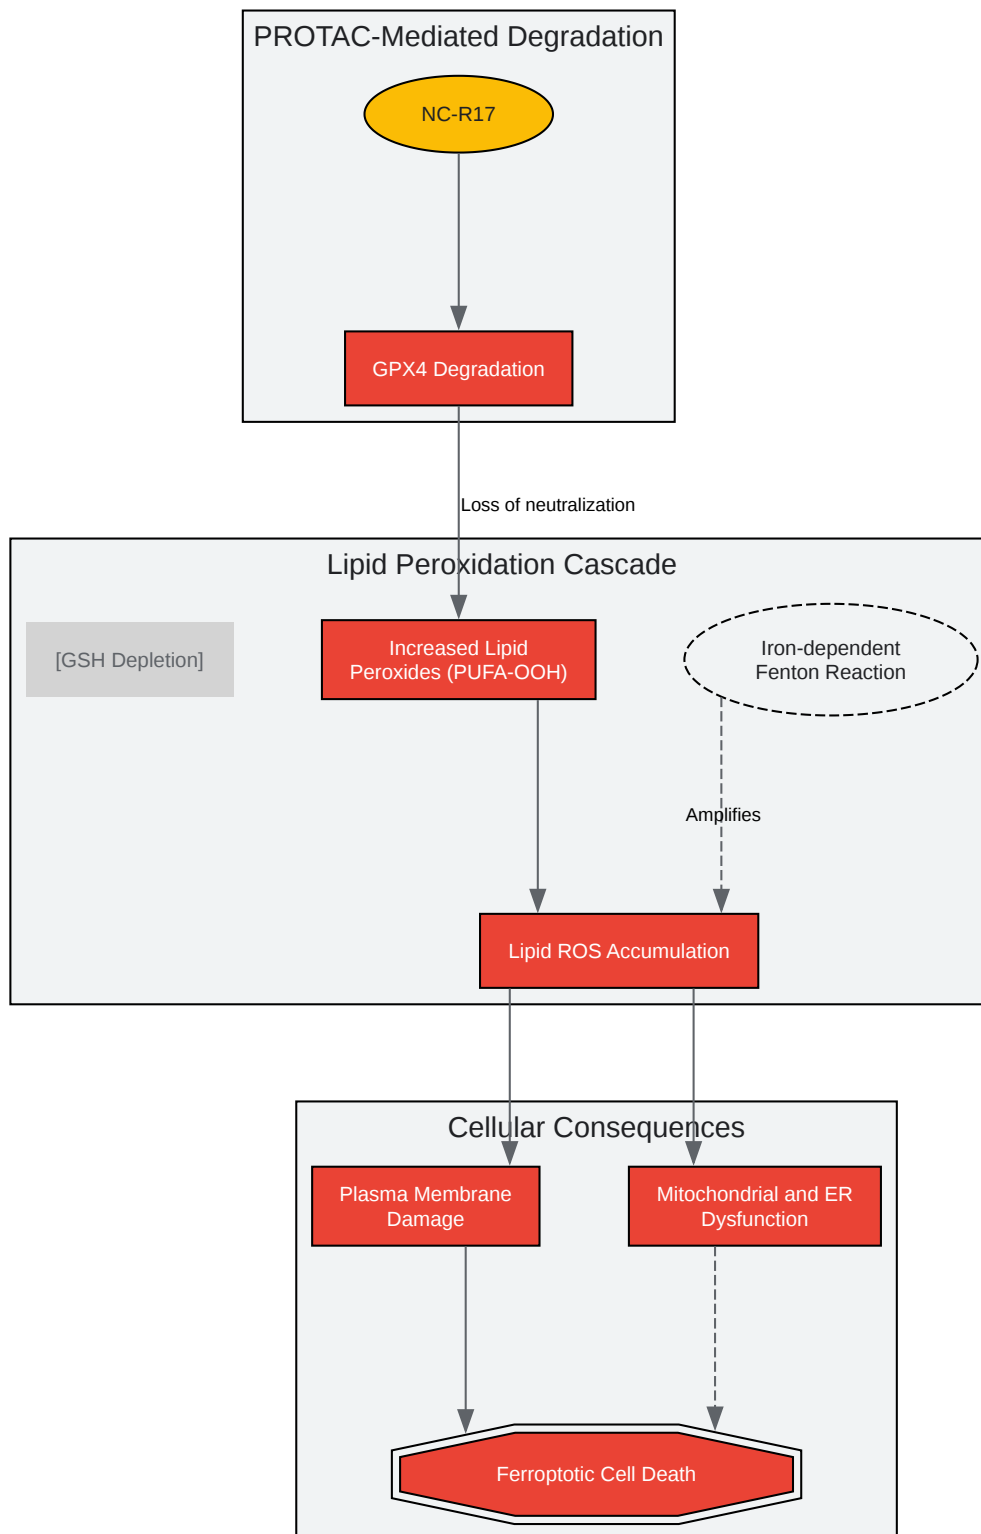 PROTAC-Mediated Degradation
NC-R17
GPX4 Degradation
Loss of neutralization
Lipid Peroxidation Cascade
[GSH Depletion]
Increased Lipid
Peroxides (PUFA-OOH)
Iron-dependent
Fenton Reaction
Amplifies
Lipid ROS Accumulation
Cellular Consequences
Plasma Membrane
Damage
Mitochondrial and ER
Dysfunction
Ferroptotic Cell Death